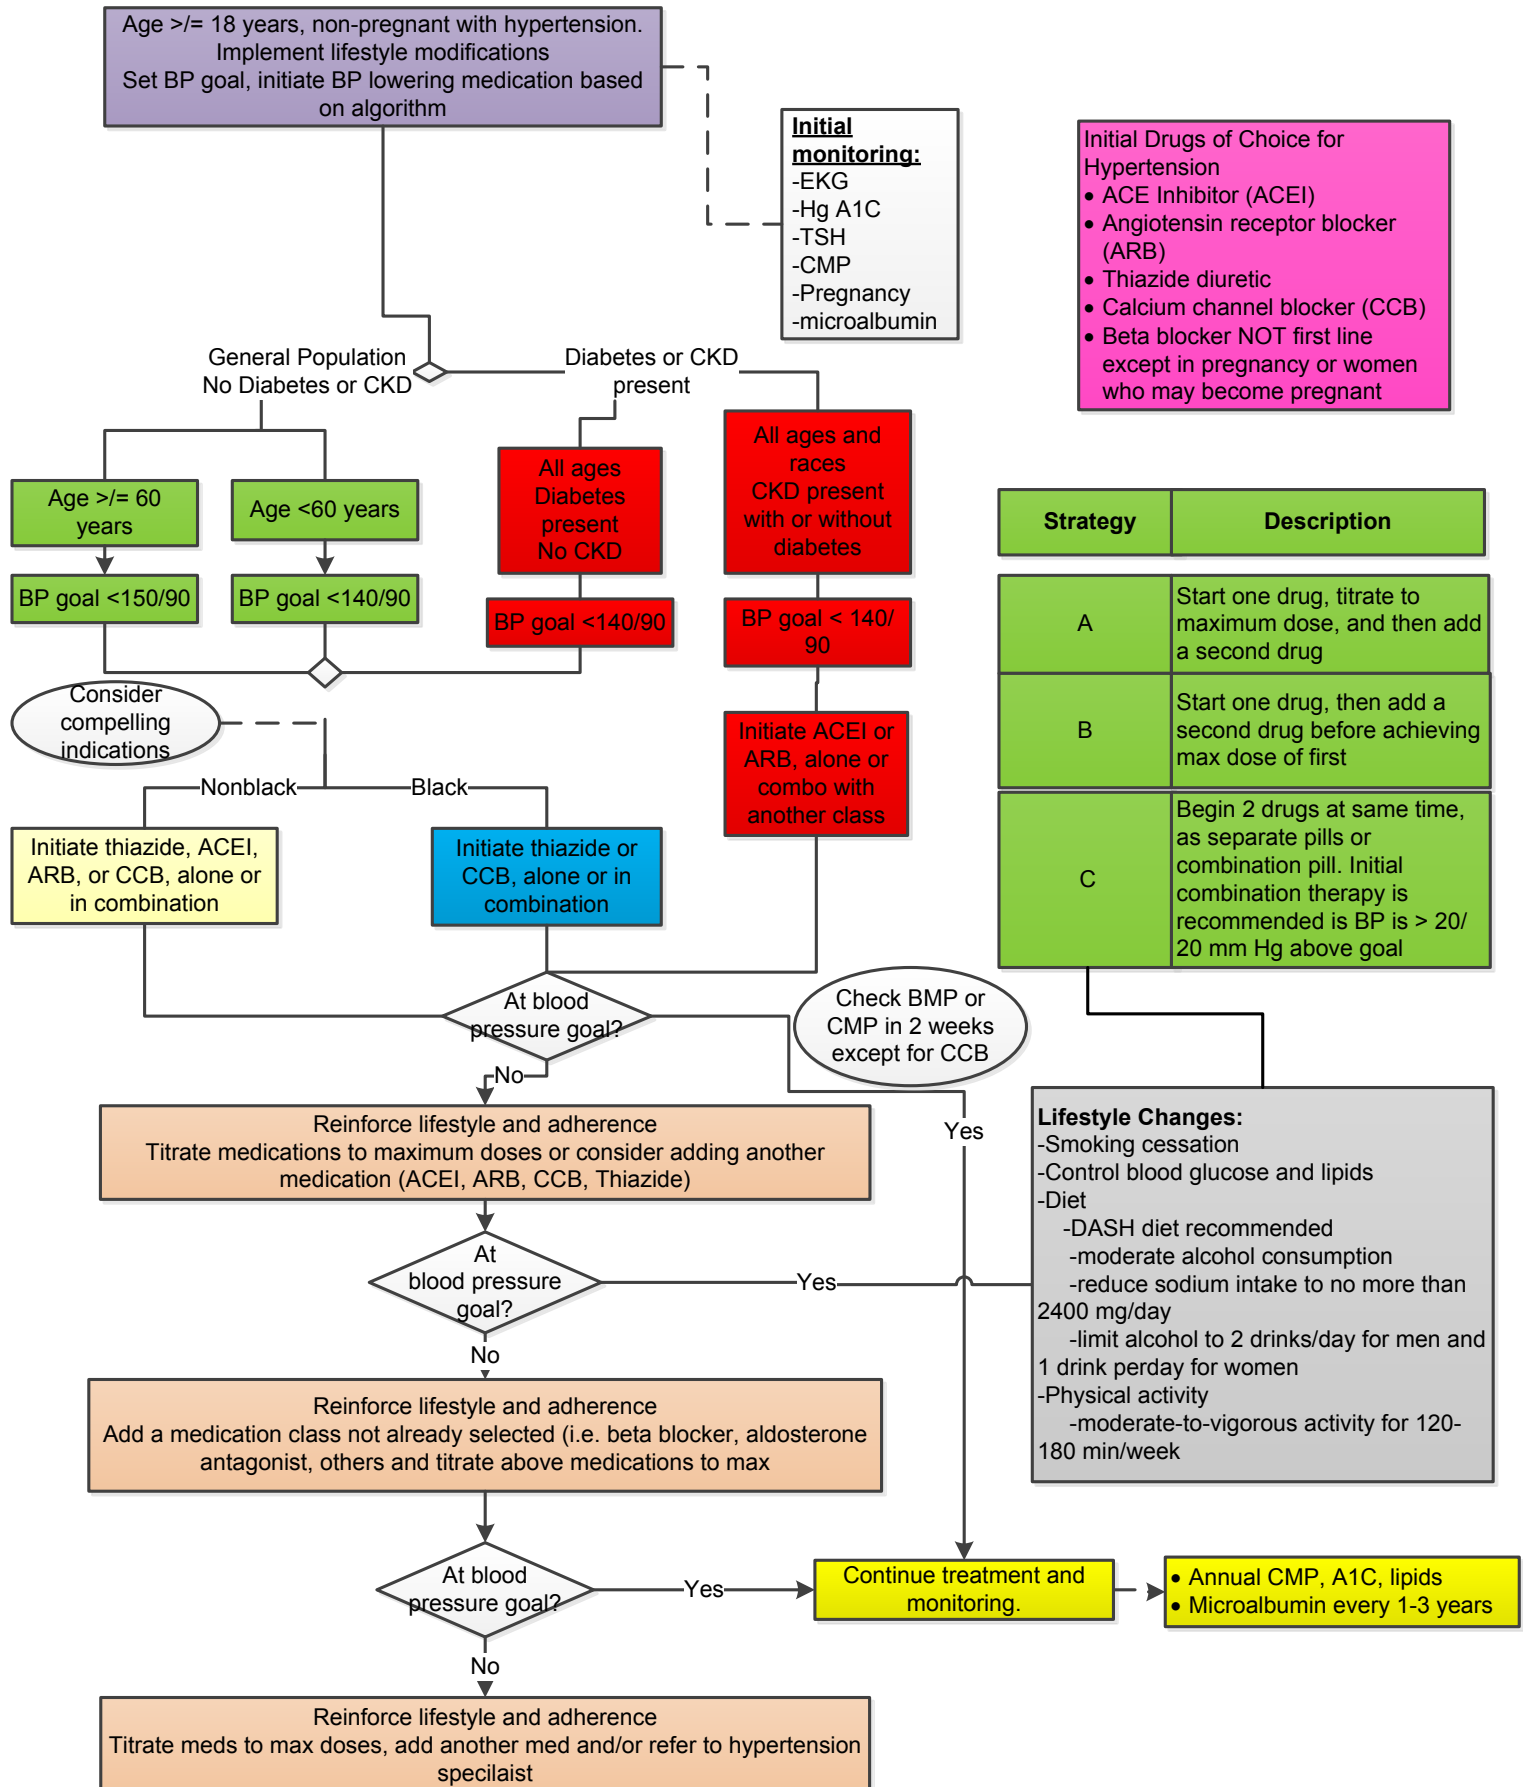 Age >/= 18 years, non-pregnant with hypertension.
Implement lifestyle modifications
Set BP goal, initiate BP lowering medication based
on algorithm
Initial
monitoring:
-EKG
-Hg A1C
-TSH
-CMP
-Pregnancy
-microalbumin
Initial Drugs of Choice for
Hypertension
• ACE Inhibitor (ACEI)
• Angiotensin receptor blocker
(ARB)
• Thiazide diuretic
• Calcium channel blocker (CCB)
• Beta blocker NOT first line
except in pregnancy or women
who may become pregnant
General Population
No Diabetes or CKD
Diabetes or CKD
present
Age >/= 60
years
Age <60 years
All ages
Diabetes
present
No CKD
All ages and
races
CKD present
with or without
diabetes
BP goal <150/90
BP goal <140/90
BP goal <140/90
BP goal < 140/
90
Strategy
Description
A
Start one drug, titrate to
maximum dose, and then add
a second drug
B
Start one drug, then add a
second drug before achieving
max dose of first
C
Begin 2 drugs at same time,
as separate pills or
combination pill. Initial
combination therapy is
recommended is BP is > 20/
20 mm Hg above goal
Consider
compelling
indications
Nonblack
Black
Initiate ACEI or
ARB, alone or
combo with
another class
Initiate thiazide, ACEI,
ARB, or CCB, alone or
in combination
Initiate thiazide or
CCB, alone or in
combination
At blood
pressure goal?
Check BMP or
CMP in 2 weeks
except for CCB
No
Yes
Reinforce lifestyle and adherence
Titrate medications to maximum doses or consider adding another
medication (ACEI, ARB, CCB, Thiazide)
Lifestyle Changes:
-Smoking cessation
-Control blood glucose and lipids
-Diet
-DASH diet recommended
-moderate alcohol consumption
-reduce sodium intake to no more than
2400 mg/day
-limit alcohol to 2 drinks/day for men and
1 drink perday for women
-Physical activity
-moderate-to-vigorous activity for 120-
180 min/week
At
blood pressure
goal?
Yes
No
Reinforce lifestyle and adherence
Add a medication class not already selected (i.e. beta blocker, aldosterone
antagonist, others and titrate above medications to max
At blood
pressure goal?
Yes
Continue treatment and
monitoring.
• Annual CMP, A1C, lipids
• Microalbumin every 1-3 years
No
Reinforce lifestyle and adherence
Titrate meds to max doses, add another med and/or refer to hypertension
specilaist